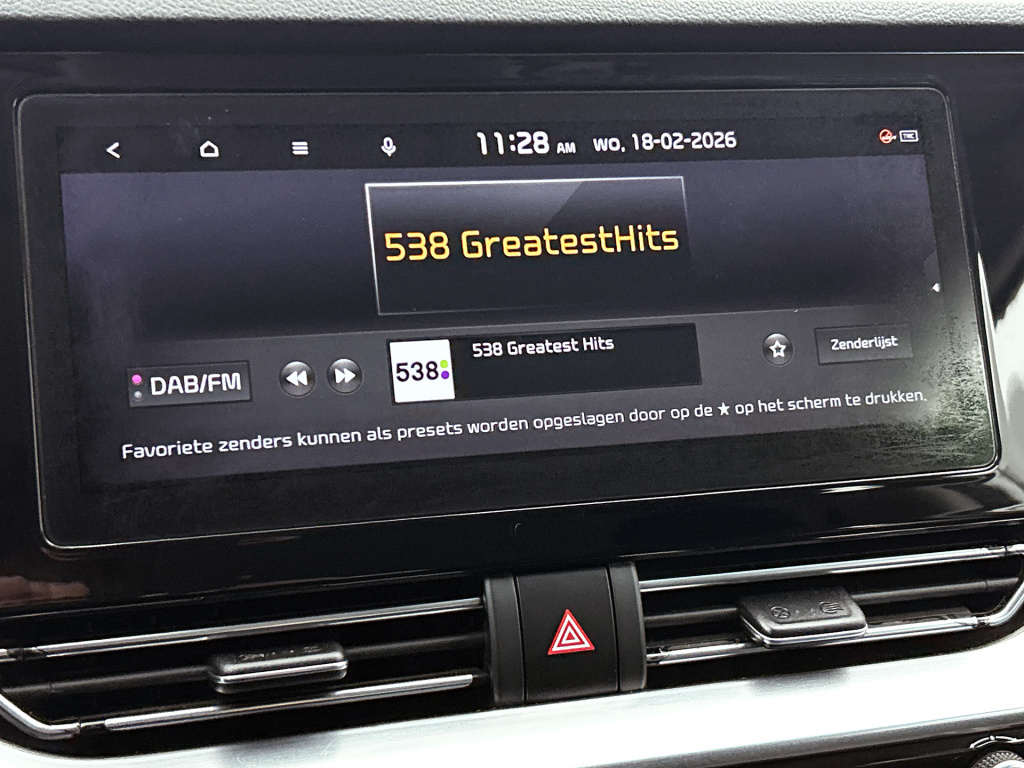 11:28 AM WO, 18-02-2026
TMC
538 GreatestHits
DAB/FM
538
538 Greatest Hits
Zenderlijst
Favoriete zenders kunnen als presets worden opgeslagen door op de ★ op het scherm te drukken.